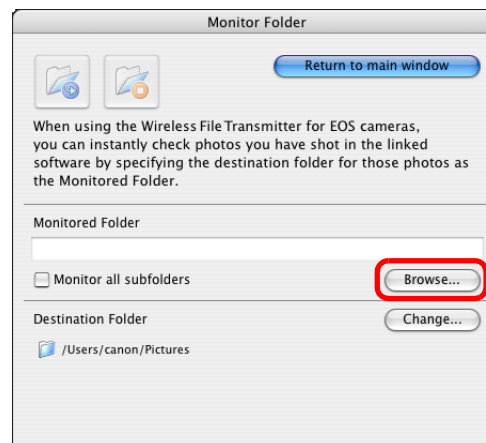 Monitor Folder
Return to main window
When using the Wireless File Transmitter for EOS cameras,
you can instantly check photos you have shot in the linked
software by specifying the destination folder for those photos as
the Monitored Folder.
Monitored Folder
Monitor all subfolders
Browse...
Destination Folder
Change...
/Users/canon/Pictures